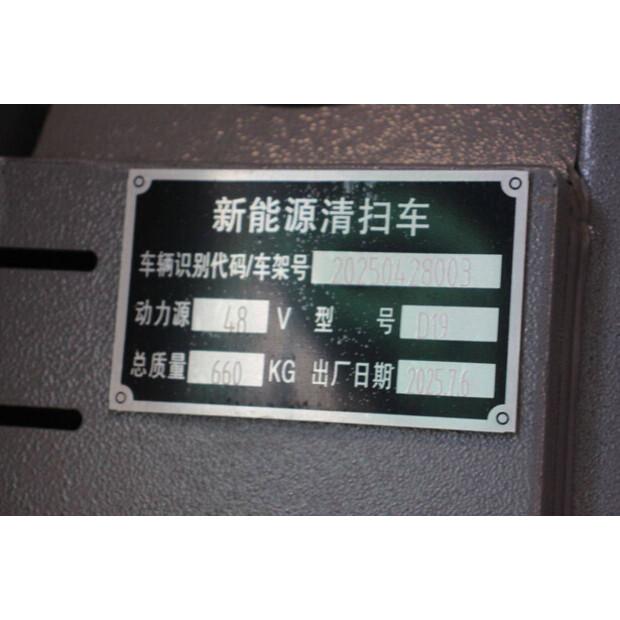 新能源清扫车
车辆识别代码/车架号 20250428003
动力源 48 V 型 号 D19
总质量 660 KG 出厂日期 2025.7.6